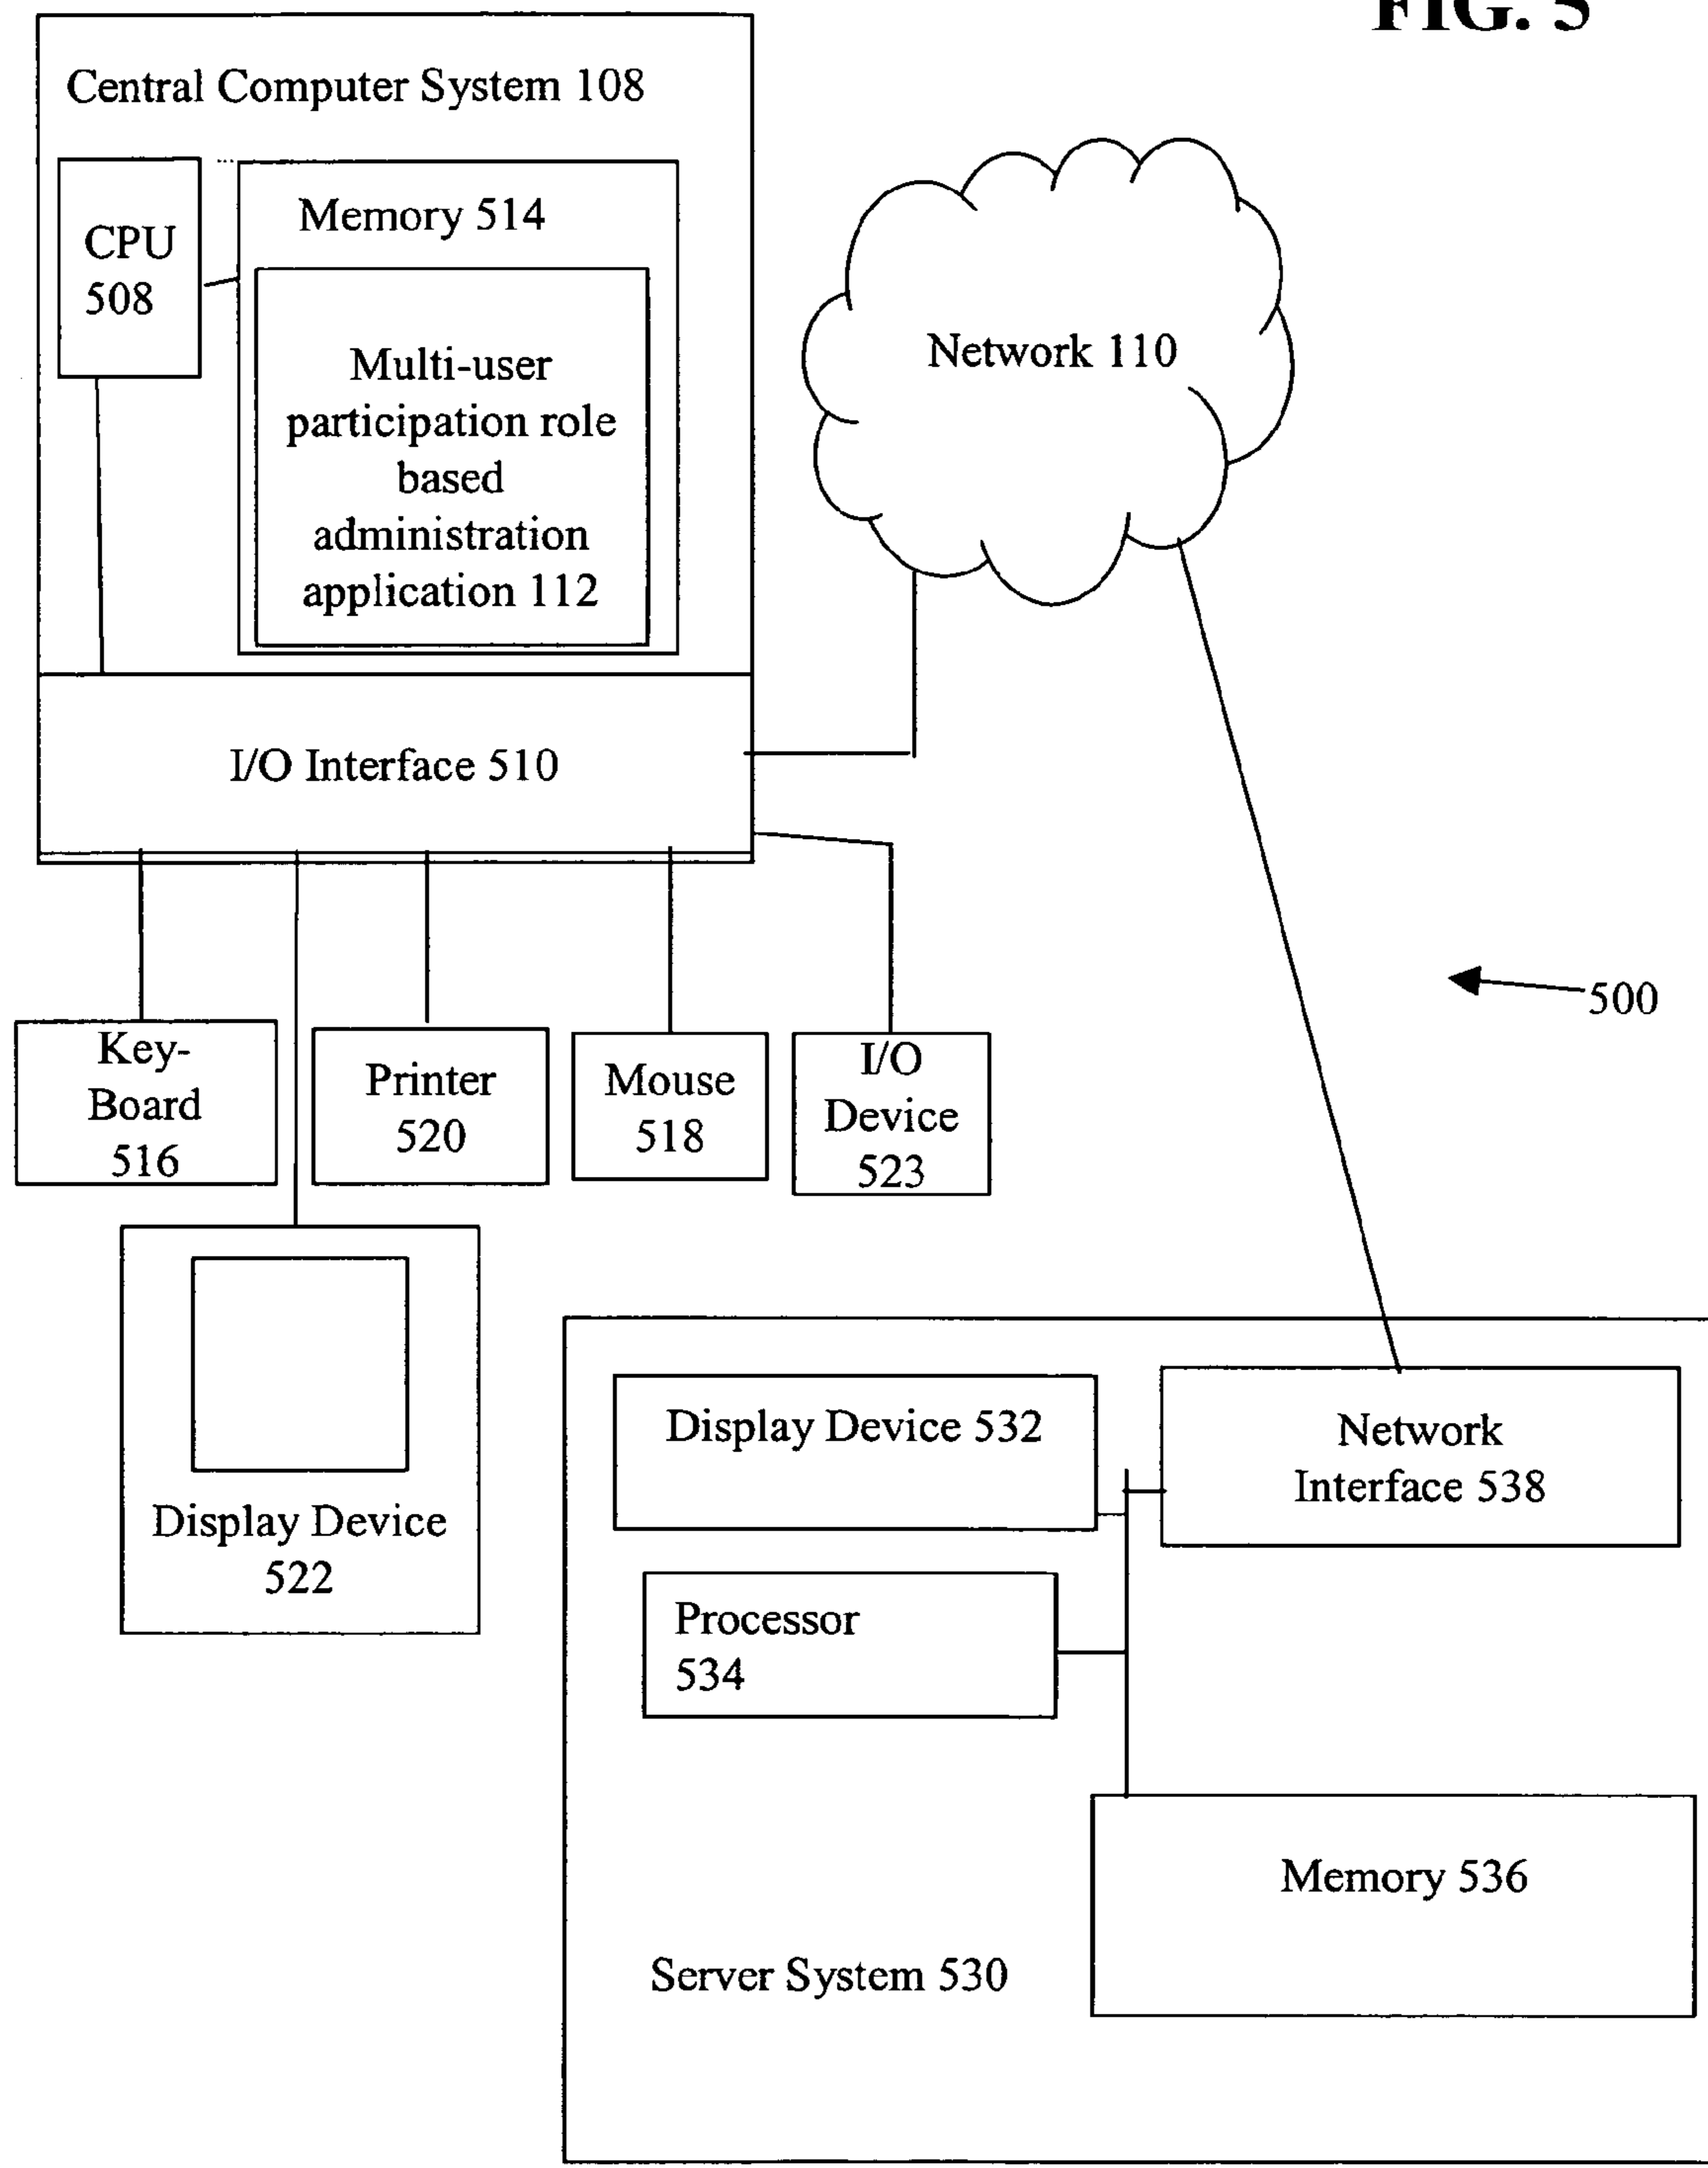 FIG. 5
Central Computer System 108
CPU
508
Memory 514
Multi-user
participation role
based
administration
application 112
Network 110
I/O Interface 510
500
Key-
Board
516
Printer
520
Mouse
518
I/O
Device
523
Display Device
522
Display Device 532
Network
Interface 538
Processor
534
Memory 536
Server System 530